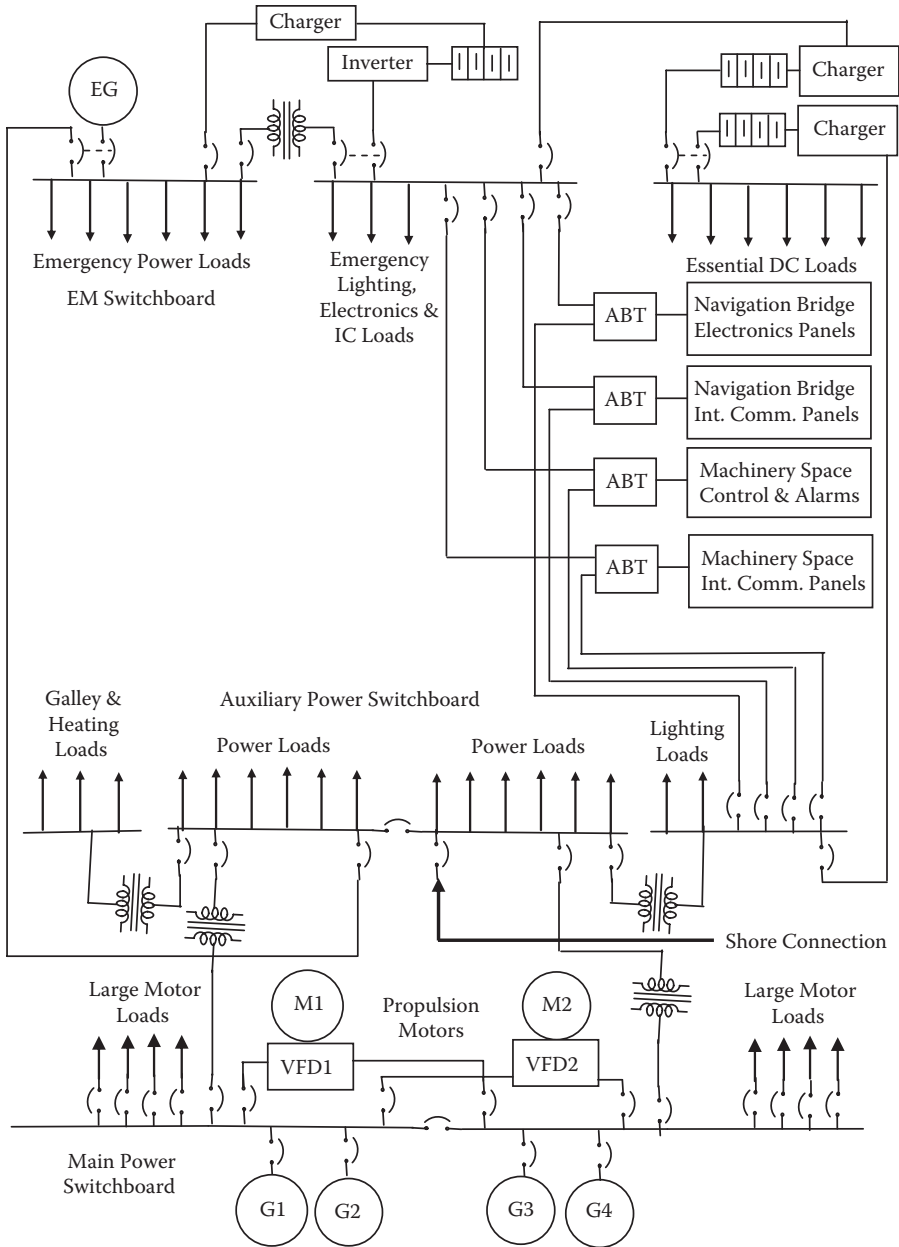 Charger
Inverter
EG
Charger
Charger
Emergency Power Loads
EM Switchboard
Emergency
Lighting,
Electronics &
IC Loads
Essential DC Loads
ABT
Navigation Bridge
Electronics Panels
ABT
Navigation Bridge
Int. Comm. Panels
ABT
Machinery Space
Control & Alarms
ABT
Machinery Space
Int. Comm. Panels
Galley &
Heating
Loads
Auxiliary Power Switchboard
Power Loads
Power Loads
Lighting
Loads
Shore Connection
Large Motor
Loads
M1
Propulsion
Motors
M2
Large Motor
Loads
VFD1
VFD2
Main Power
Switchboard
G1
G2
G3
G4